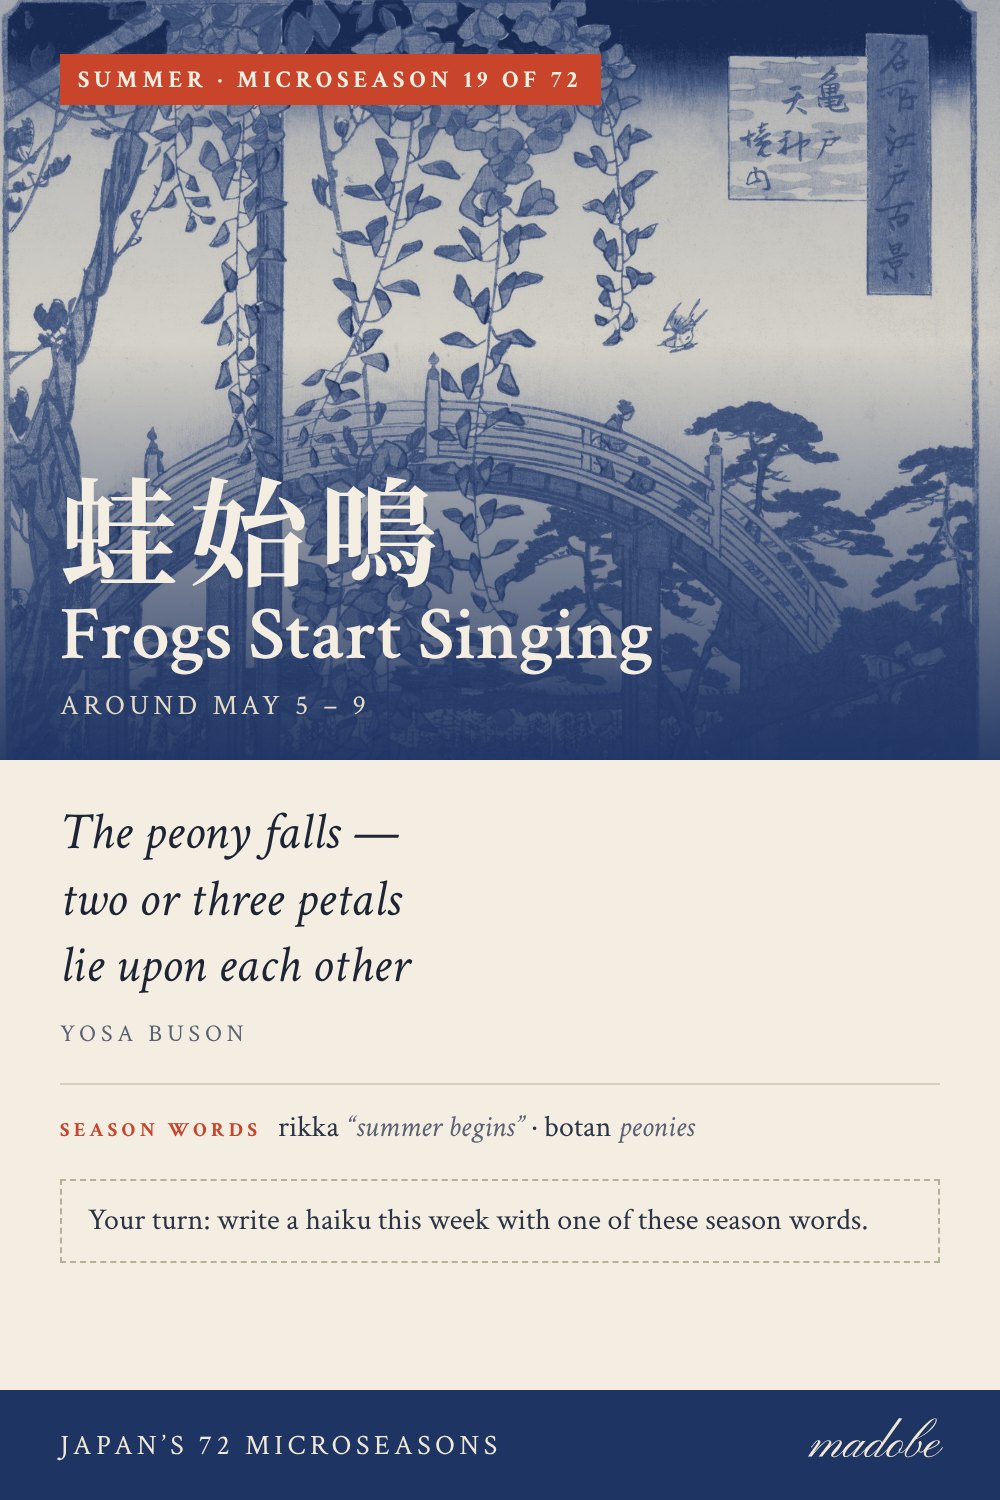 SUMMER · MICROSEASON 19 OF 72
名所江戸百景
亀戸
天神
境内
蛙始鳴
Frogs Start Singing
AROUND MAY 5 – 9
The peony falls —
two or three petals
lie upon each other
YOSA BUSON
SEASON WORDS rikka “summer begins” · botan peonies
Your turn: write a haiku this week with one of these season words.
JAPAN’S 72 MICROSEASONS
madobe